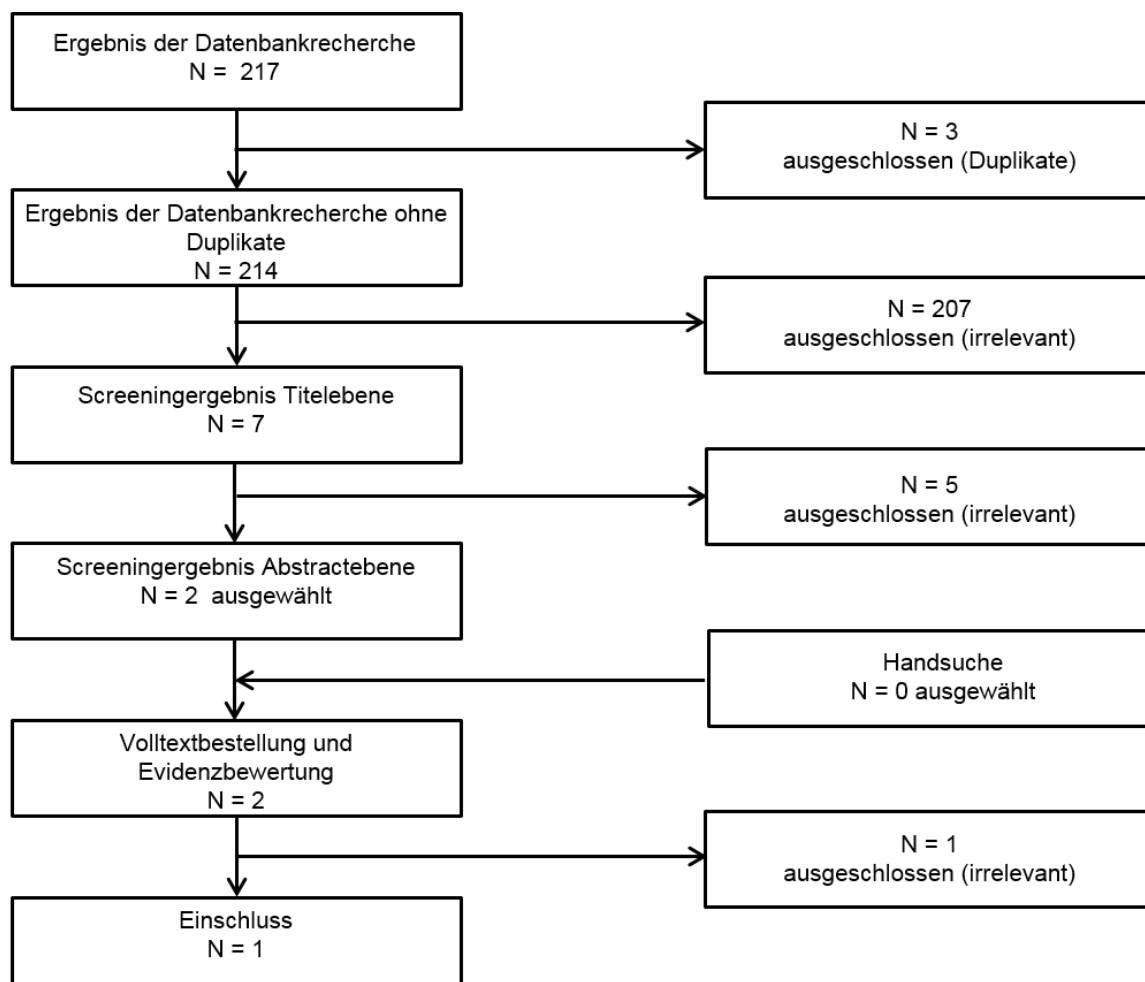 Ergebnis der Datenbankrecherche
N = 217
N = 3
ausgeschlossen (Duplikate)
Ergebnis der Datenbankrecherche ohne
Duplikate
N = 214
N = 207
ausgeschlossen (irrelevant)
Screeningergebnis Titelebene
N = 7
N = 5
ausgeschlossen (irrelevant)
Screeningergebnis Abstractebene
N = 2 ausgewählt
Handsuche
N = 0 ausgewählt
Volltextbestellung und
Evidenzbewertung
N = 2
N = 1
ausgeschlossen (irrelevant)
Einschluss
N = 1